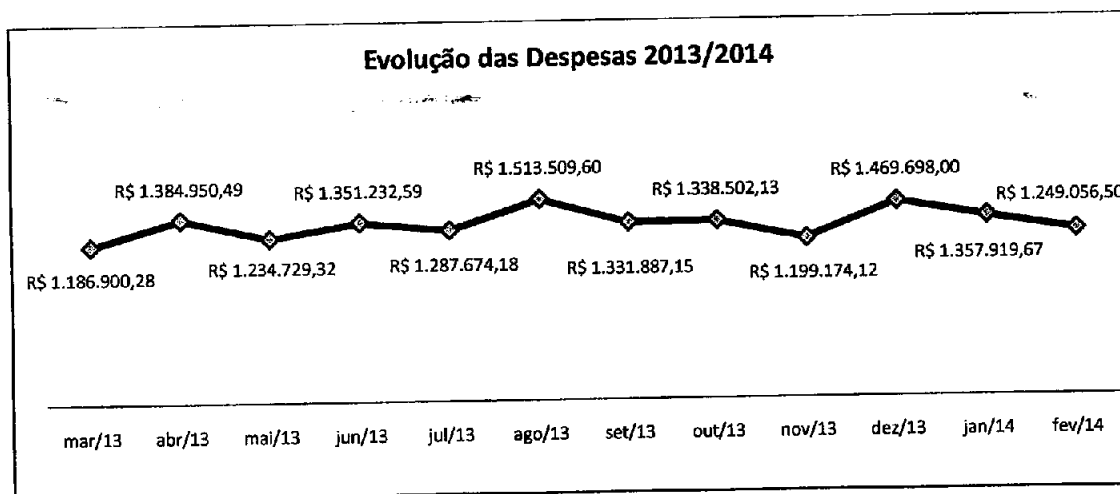 Evolução das Despesas 2013/2014
R$ 1.513.509,60
R$ 1.469.698,00
R$ 1.384.950,49
R$ 1.351.232,59
R$ 1.338.502,13
R$ 1.249.056,50
R$ 1.186.900,28
R$ 1.234.729,32
R$ 1.287.674,18
R$ 1.331.887,15
R$ 1.199.174,12
R$ 1.357.919,67
mar/13 abr/13 mai/13 jun/13 jul/13 ago/13 set/13 out/13 nov/13 dez/13 jan/14 fev/14